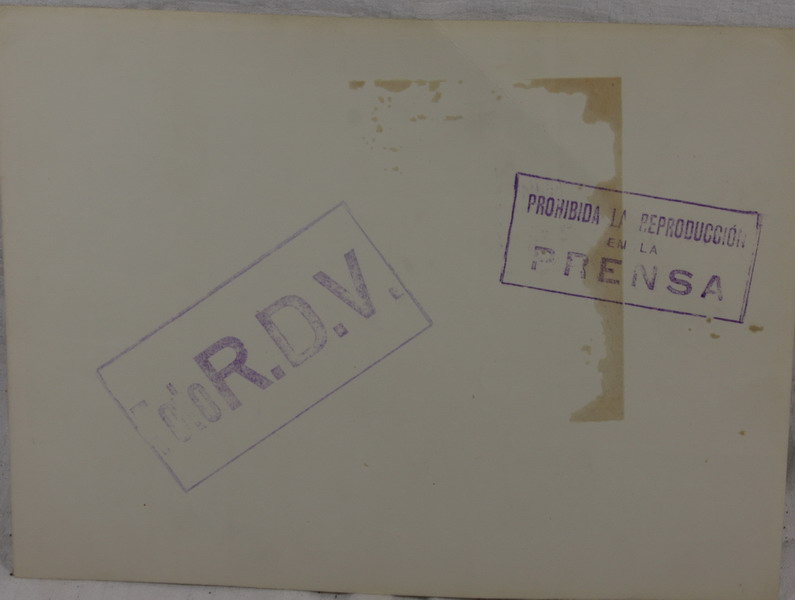 PROHIBIDA LA REPRODUCCIÓN
EN LA
PRENSA
R.D.V.